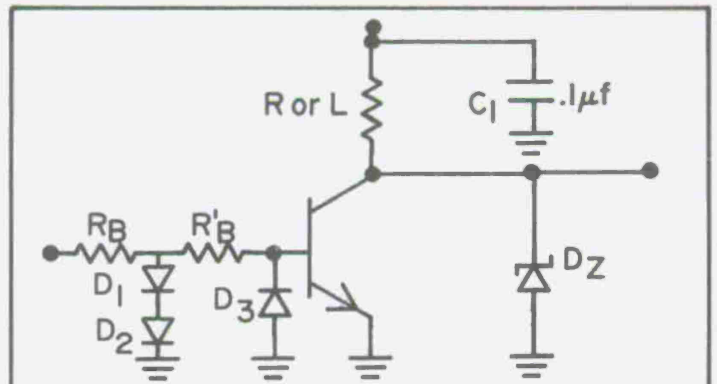 R or L
C1 .1µf
RB R'B
D1 D3 DZ
D2